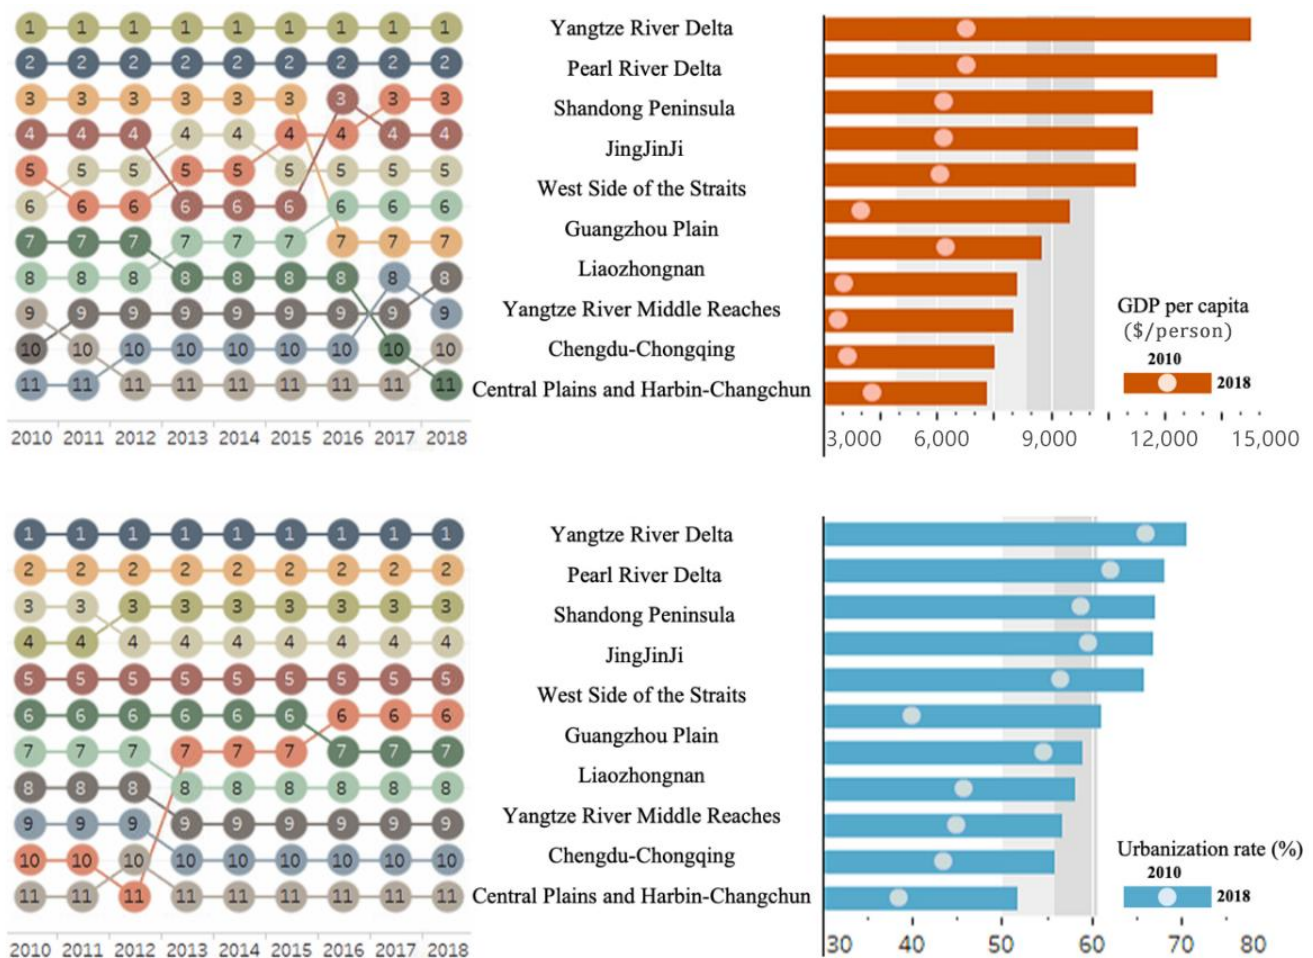 1 1 1 1 1 1 1 1 1
2 2 2 2 2 2 2 2 2
3 3 3 3 3 3 3 3 3
4 4 4 4 4 4 4 4 4
5 5 5 5 5 5 5 5 5
6 6 6 6 6 6 6 6 6
7 7 7 7 7 7 7 7 7
8 8 8 8 8 8 8 8 8
9 9 9 9 9 9 9 9 9
10 10 10 10 10 10 10 10 10
11 11 11 11 11 11 11 11 11
2010 2011 2012 2013 2014 2015 2016 2017 2018
Yangtze River Delta
Pearl River Delta
Shandong Peninsula
JingJinJi
West Side of the Straits
Guangzhou Plain
Liaozhongnan
Yangtze River Middle Reaches
Chengdu-Chongqing
Central Plains and Harbin-Changchun
GDP per capita
($/person)
2010
2018
3,000 6,000 9,000 12,000 15,000
1 1 1 1 1 1 1 1 1
2 2 2 2 2 2 2 2 2
3 3 3 3 3 3 3 3 3
4 4 4 4 4 4 4 4 4
5 5 5 5 5 5 5 5 5
6 6 6 6 6 6 6 6 6
7 7 7 7 7 7 7 7 7
8 8 8 8 8 8 8 8 8
9 9 9 9 9 9 9 9 9
10 10 10 10 10 10 10 10 10
11 11 11 11 11 11 11 11 11
2010 2011 2012 2013 2014 2015 2016 2017 2018
Yangtze River Delta
Pearl River Delta
Shandong Peninsula
JingJinJi
West Side of the Straits
Guangzhou Plain
Liaozhongnan
Yangtze River Middle Reaches
Chengdu-Chongqing
Central Plains and Harbin-Changchun
Urbanization rate (%)
2010
2018
30 40 50 60 70 80